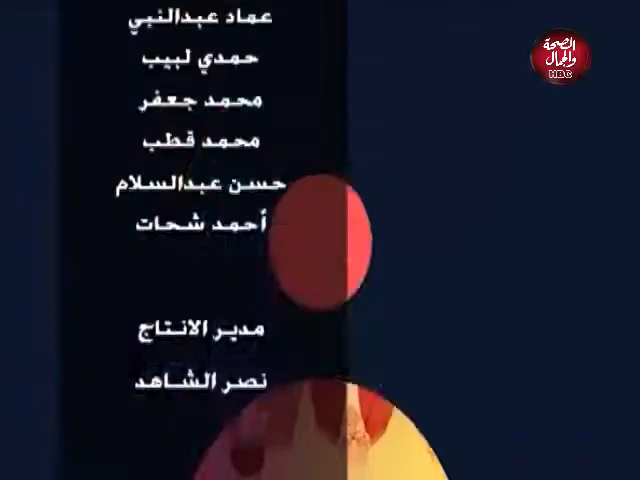 عماد عبدالنبي
حمدي لبيب
محمد جعفر
محمد قطب
حسن عبدالسلام
أحمد شحات
مدير الانتاج
نصر الشاهد
الصحة
والجمال
HBC